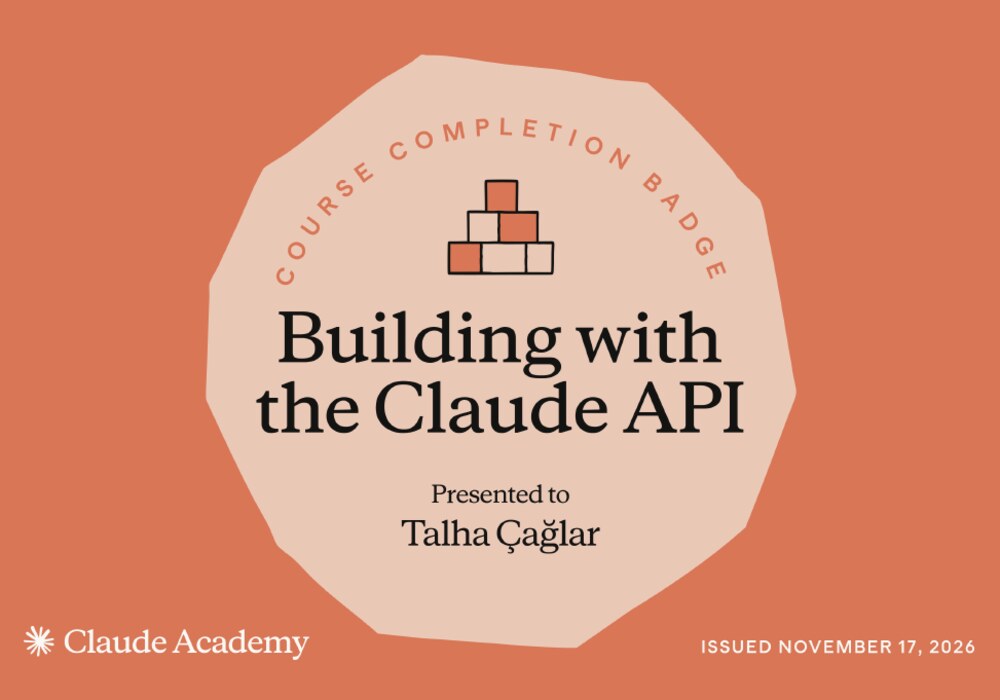 COURSE COMPLETION BADGE
Building with
the Claude API
Presented to
Talha Çağlar
Claude Academy
ISSUED NOVEMBER 17, 2026